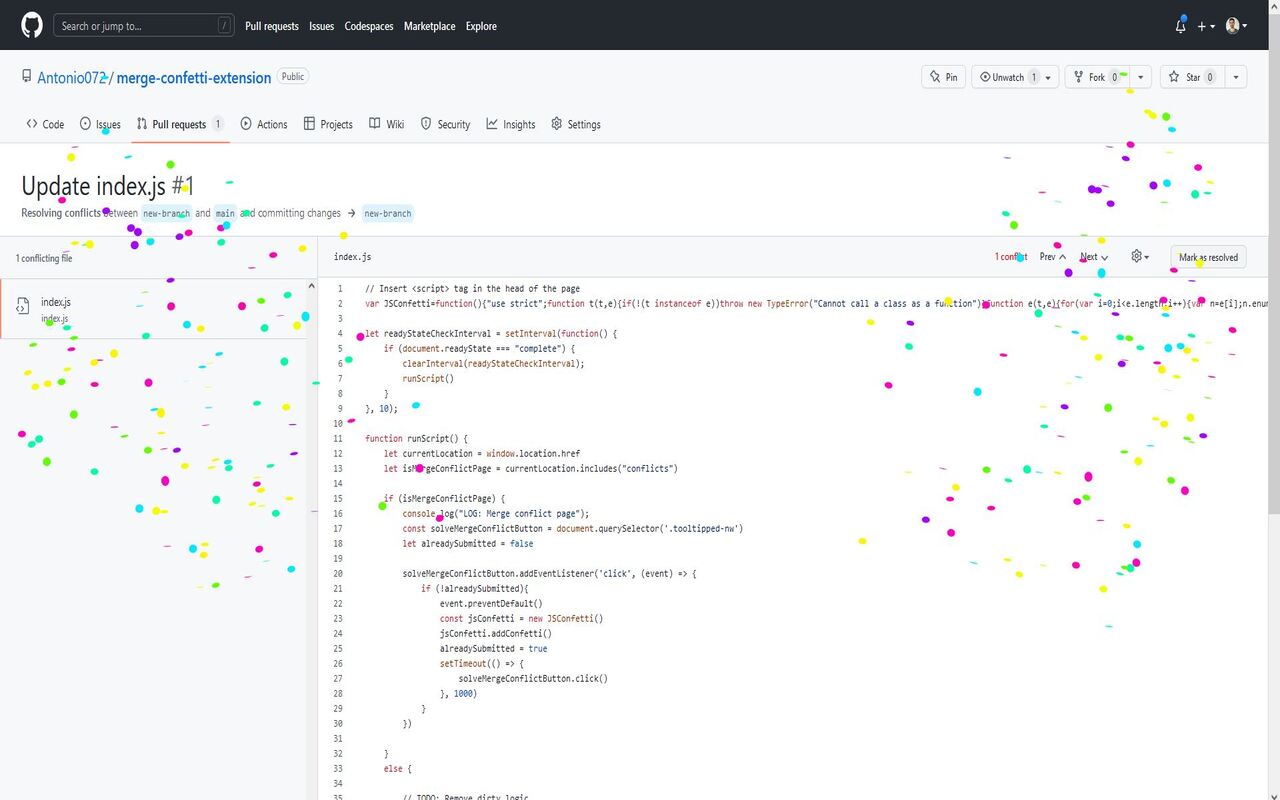 Search or jump to... / Pull requests Issues Codespaces Marketplace Explore
Antonio072 / merge-confetti-extension Public Pin Unwatch 1 Fork 0 Star 0
Code Issues Pull requests 1 Actions Projects Wiki Security Insights Settings
Update index.js #1
Resolving conflicts between new-branch and main and committing changes → new-branch
1 conflicting file
index.js
index.js
index.js 1 conflict Prev Next Mark as resolved
1 // Insert <script> tag in the head of the page
2 var JSConfetti=function(){"use strict";function t(t,e){if(!(t instanceof e))throw new TypeError("Cannot call a class as a function")}function e(t,e){for(var i=0;i<e.length;i++){var n=e[i];n.enum
3
4 let readyStateCheckInterval = setInterval(function() {
5 if (document.readyState === "complete") {
6 clearInterval(readyStateCheckInterval);
7 runScript()
8 }
9 }, 10);
10
11 function runScript() {
12 let currentLocation = window.location.href
13 let isMergeConflictPage = currentLocation.includes("conflicts")
14
15 if (isMergeConflictPage) {
16 console.log("LOG: Merge conflict page");
17 const solveMergeConflictButton = document.querySelector('.tooltipped-nw')
18 let alreadySubmitted = false
19
20 solveMergeConflictButton.addEventListener('click', (event) => {
21 if (!alreadySubmitted){
22 event.preventDefault()
23 const jsConfetti = new JSConfetti()
24 jsConfetti.addConfetti()
25 alreadySubmitted = true
26 setTimeout(() => {
27 solveMergeConflictButton.click()
28 }, 1000)
29 }
30 })
31
32 }
33 else {
34
35 // TODO: Remove dirty logic